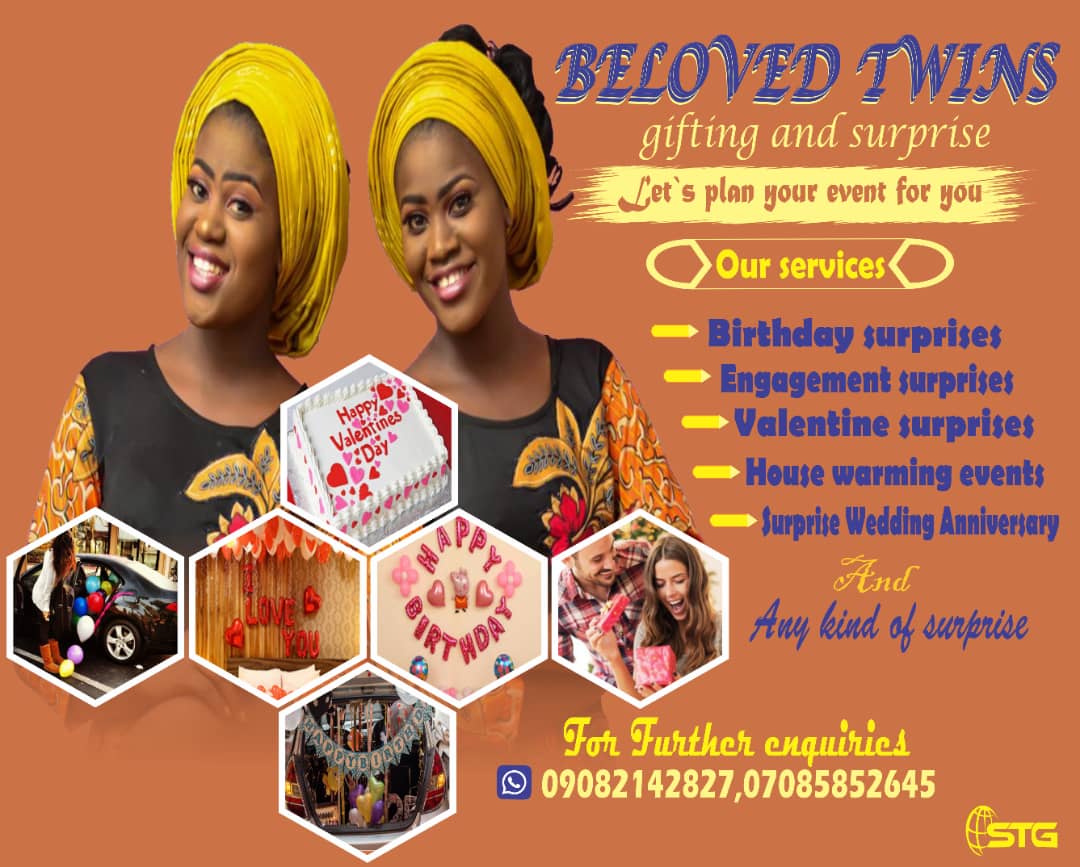 BELOVED TWINS
gifting and surprise
Let`s plan your event for you
Our services
Birthday surprises
Engagement surprises
Valentine surprises
House warming events
Surprise Wedding Anniversary
And
Any kind of surprise
Happy
Valentines
Day
I
LOVE
YOU
HAPPY
BIRTHDAY
For Further enquiries
09082142827,07085852645
STG